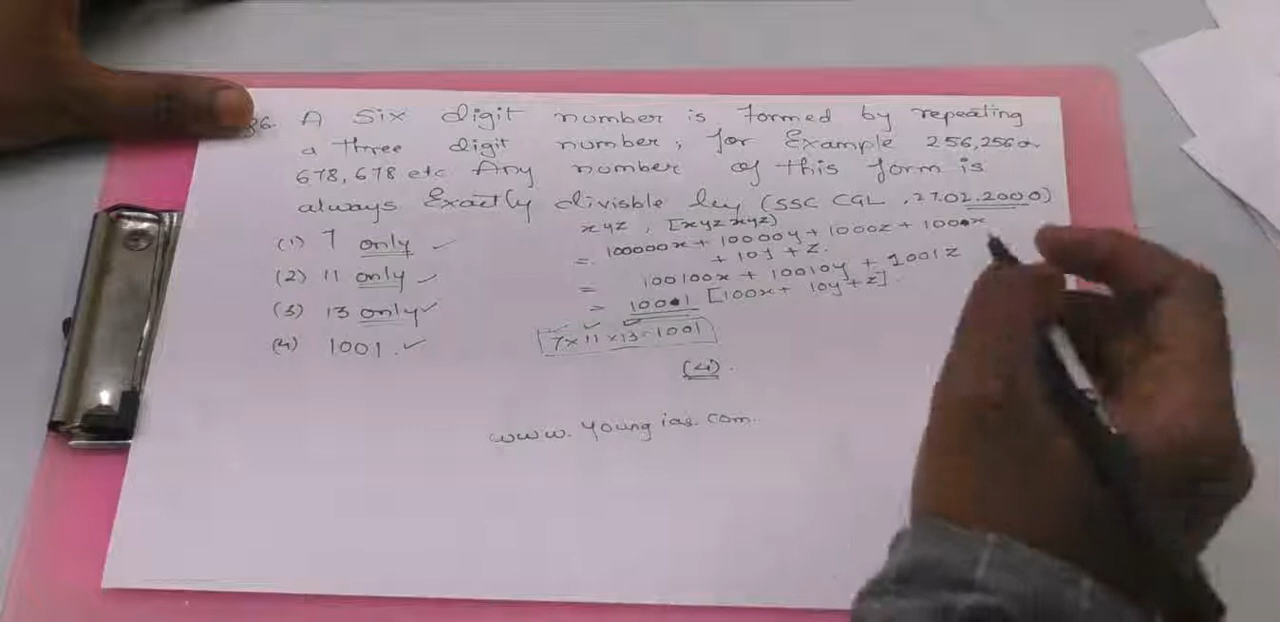 36. A Six digit number is formed by repeating
a three digit number, for Example 256,256 or
678,678 etc Any number of this form is
always Exactly divisible by (SSC CGL, 27.02.2000)
xyz, [xyzxyz]
(1) 7 only ✓
= 100000x + 10000y + 1000z + 100x
+ 10y + z.
(2) 11 only ✓
= 100100x + 10010y + 1001z
(3) 13 only ✓
= 1001 [100x + 10y + z].
(4) 1001. ✓
7×11×13=1001
(4).
www.youngias.com